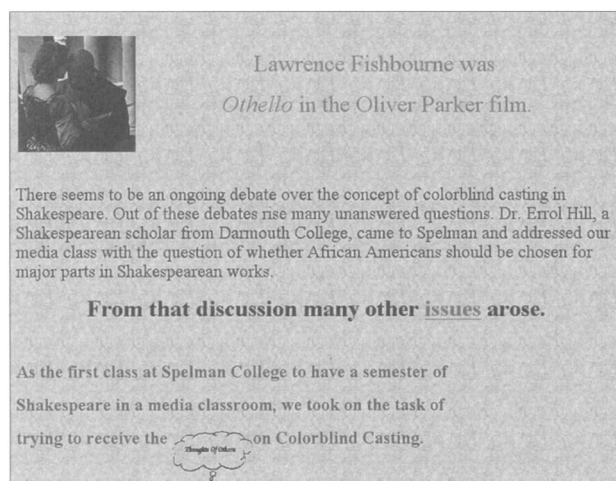 Lawrence Fishbourne was
Othello in the Oliver Parker film.
There seems to be an ongoing debate over the concept of colorblind casting in
Shakespeare. Out of these debates rise many unanswered questions. Dr. Errol Hill, a
Shakespearean scholar from Darmouth College, came to Spelman and addressed our
media class with the question of whether African Americans should be chosen for
major parts in Shakespearean works.
From that discussion many other issues arose.
As the first class at Spelman College to have a semester of
Shakespeare in a media classroom, we took on the task of
trying to receive the Thoughts Of Others on Colorblind Casting.